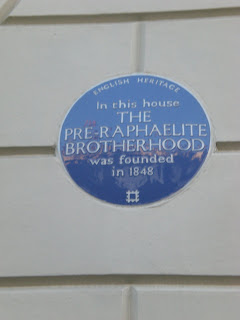 ENGLISH HERITAGE
In this house
THE
PRE-RAPHAELITE
BROTHERHOOD
was founded
in 1848